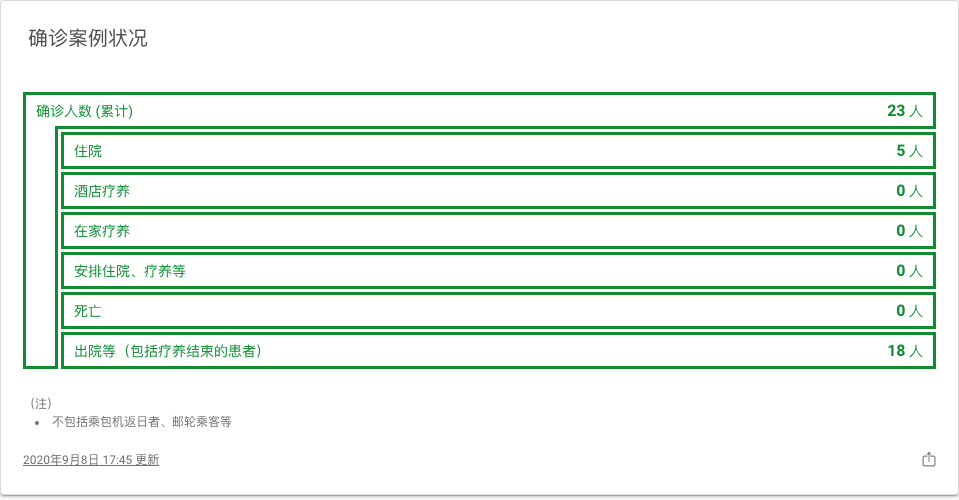 确诊案例状况
确诊人数 (累计) 23 人
住院 5 人
酒店疗养 0 人
在家疗养 0 人
安排住院、疗养等 0 人
死亡 0 人
出院等（包括疗养结束的患者） 18 人
（注）
• 不包括乘包机返日者、邮轮乘客等
2020年9月8日 17:45 更新